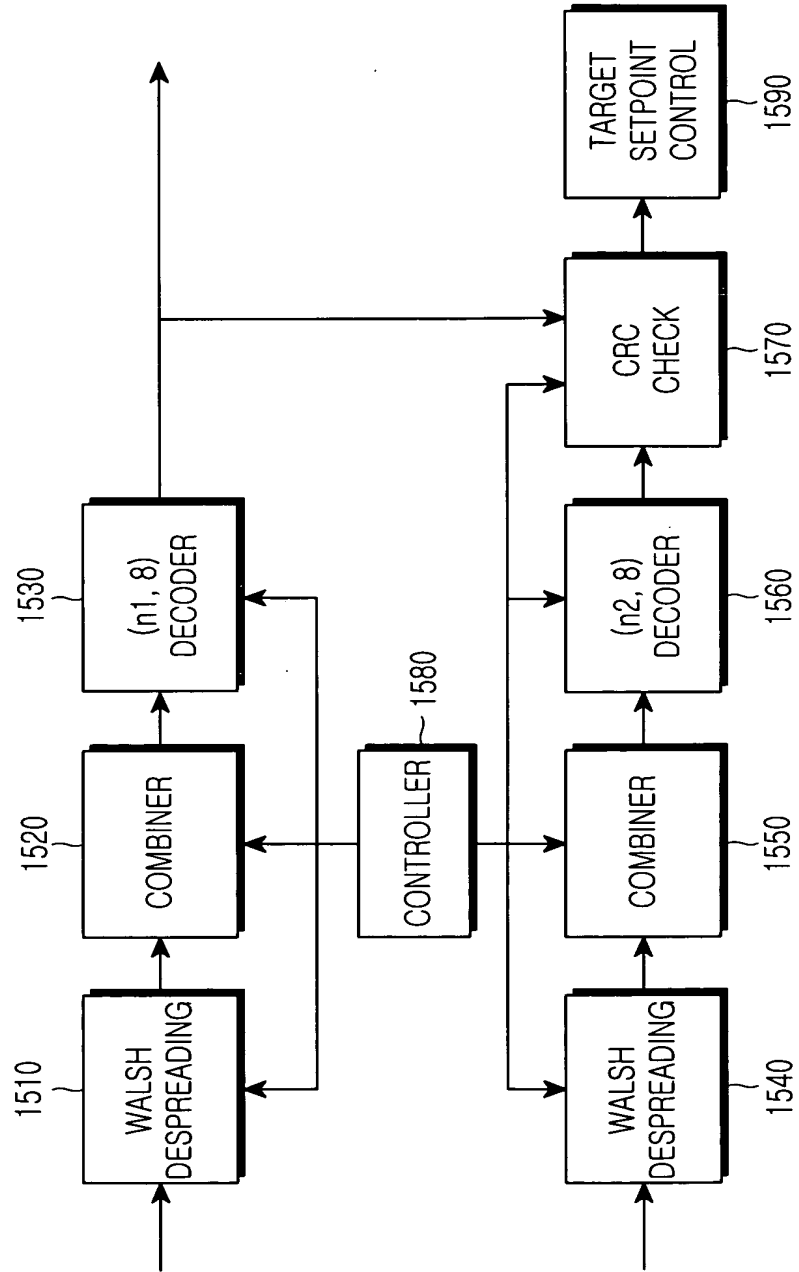 1510
WALSH
DESPREADING
1520
COMBINER
1530
(n1, 8)
DECODER
CONTROLLER
1580
WALSH
DESPREADING
1540
COMBINER
1550
(n2, 8)
DECODER
1560
CRC
CHECK
1570
TARGET
SETPOINT
CONTROL
1590